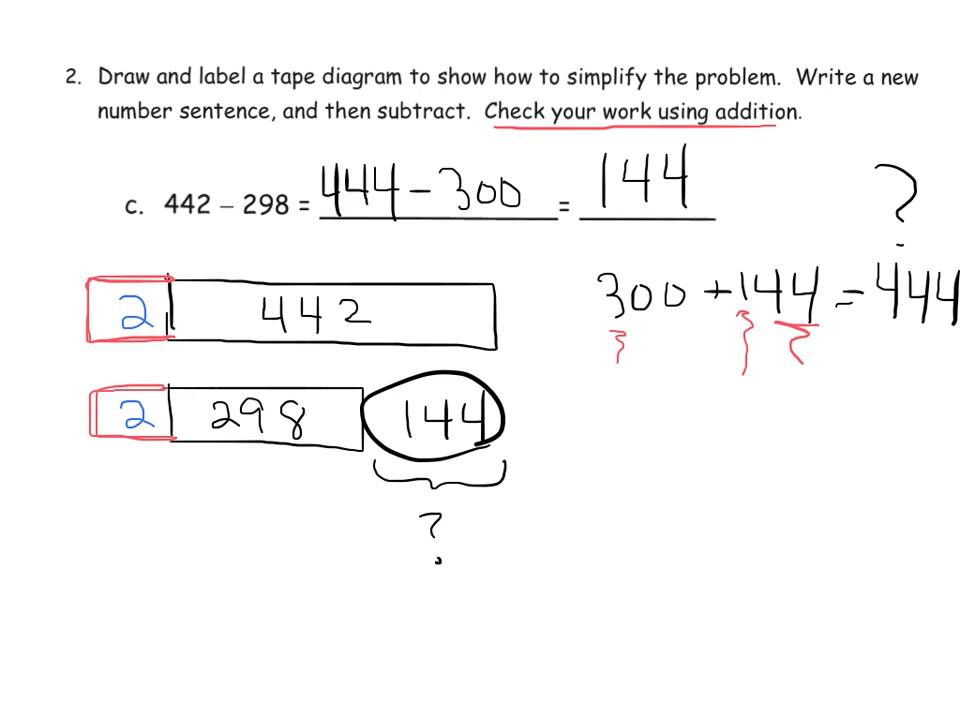 2. Draw and label a tape diagram to show how to simplify the problem. Write a new
number sentence, and then subtract. Check your work using addition.
c. 442 – 298 = 444 – 300 = 144
?
300 + 144 = 444
2 442
2 298 144
?